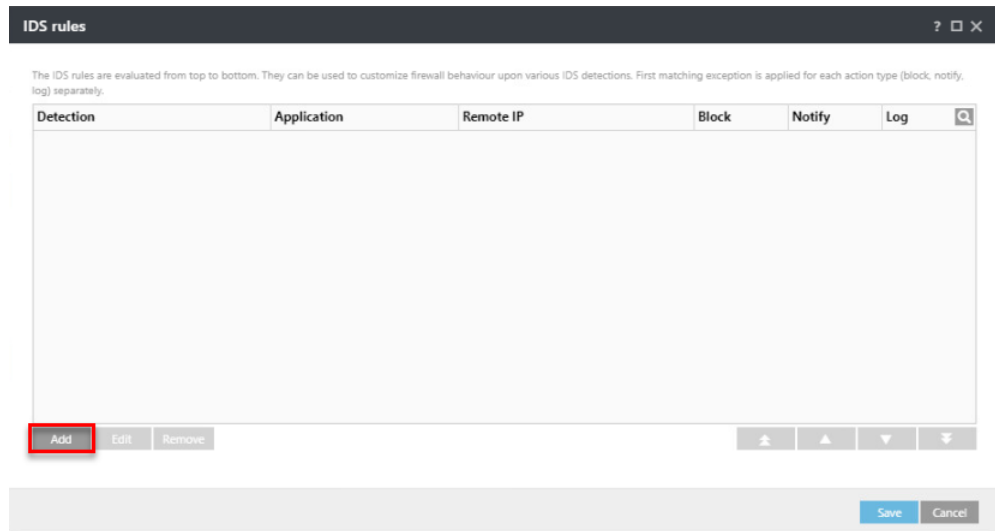 IDS rules ?
The IDS rules are evaluated from top to bottom. They can be used to customize firewall behaviour upon various IDS detections. First matching exception is applied for each action type (block, notify,
log) separately.
Detection Application Remote IP Block Notify Log
Add Edit Remove
Save Cancel